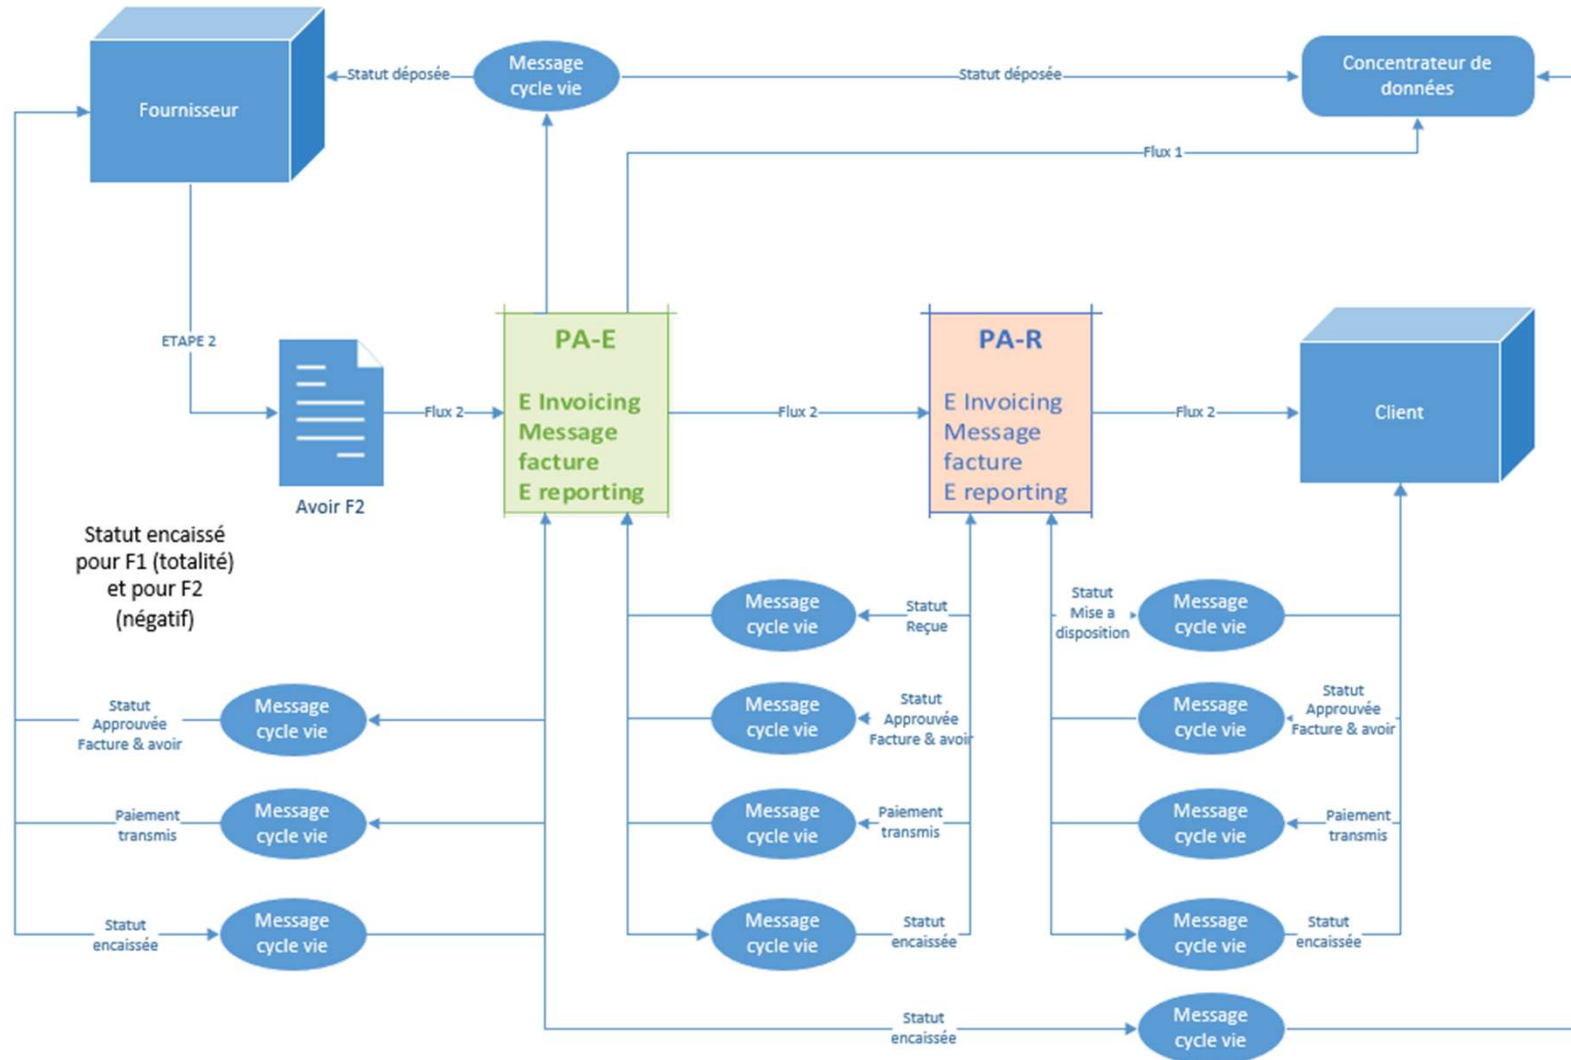 Statut déposée
Message
cycle vie
Statut déposée
Concentrateur de
données
Fournisseur
Flux 1
ETAPE 2
PA-E
E Invoicing
Message
facture
E reporting
PA-R
E Invoicing
Message
facture
E reporting
Flux 2
Flux 2
Flux 2
Client
Avoir F2
Statut encaissé
pour F1 (totalité)
et pour F2
(négatif)
Message
cycle vie
Statut
Reçue
Statut
Mise a
disposition
Message
cycle vie
Statut
Approuvée
Facture & avoir
Message
cycle vie
Message
cycle vie
Statut
Approuvée
Facture & avoir
Message
cycle vie
Statut
Approuvée
Facture & avoir
Paiement
transmis
Message
cycle vie
Message
cycle vie
Paiement
transmis
Message
cycle vie
Paiement
transmis
Statut
encaissée
Message
cycle vie
Message
cycle vie
Statut
encaissée
Message
cycle vie
Statut
encaissée
Statut
encaissée
Message
cycle vie